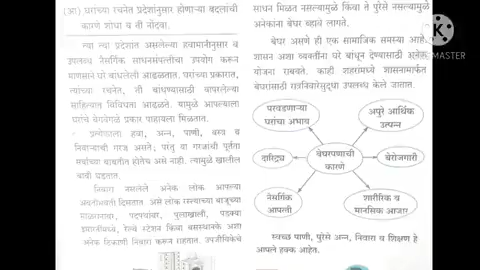 (आ) घरांच्या रचनेत प्रदेशानुसार होणाऱ्या बदलांची
कारणे शोधा व ती नोंदवा.
त्या त्या प्रदेशात असलेल्या हवामानानुसार व
उपलब्ध नैसर्गिक साधनसंपत्तीचा उपयोग करून
माणसाने घरे बांधलेली आढळतात. घरांच्या प्रकारात,
त्यांच्या रचनेत, ती बांधण्यासाठी वापरलेल्या
साहित्यात विविधता आढळते. यामुळे आपल्याला
घरांचे वेगवेगळे प्रकार पाहायला मिळतात.
प्रत्येकाला हवा, अन्न, पाणी, वस्त्र व
निवाऱ्याची गरज असते; परंतु या गरजांची पूर्तता
सर्वांच्या बाबतीत होतेच असे नाही. त्यामुळे खालील
बाबी घडतात.
निवारा नसलेले अनेक लोक आपल्या
अवतीभवती दिसतात. असे लोक रस्त्याच्या बाजूच्या
पदपथांवर, पुलाखाली, पडक्या
इमारतींमध्ये, रेल्वे स्टेशन किंवा बसस्थानके अशा
अनेक ठिकाणी निवारा करून राहतात. उपजीविकेचे
साधन मिळत नसल्यामुळे किंवा ते पुरेसे नसल्यामुळे
अनेकांना बेघर व्हावे लागते.
बेघर असणे ही एक सामाजिक समस्या आहे.
शासन अशा व्यक्तींना घरे बांधून देण्यासाठी अनेक
योजना राबवते. काही शहरांमध्ये शासनामार्फत
बेघरांसाठी रात्रनिवारेसुद्धा उपलब्ध केले जातात.
परवडणाऱ्या
घरांचा अभाव
अपुरे आर्थिक
उत्पन्न
दारिद्र्य
बेघरपणाची
कारणे
बेरोजगारी
नैसर्गिक
आपत्ती
शारीरिक व
मानसिक आजार
स्वच्छ पाणी, पुरेसे अन्न, निवारा व शिक्षण हे
आपले हक्क आहेत.
MASTER